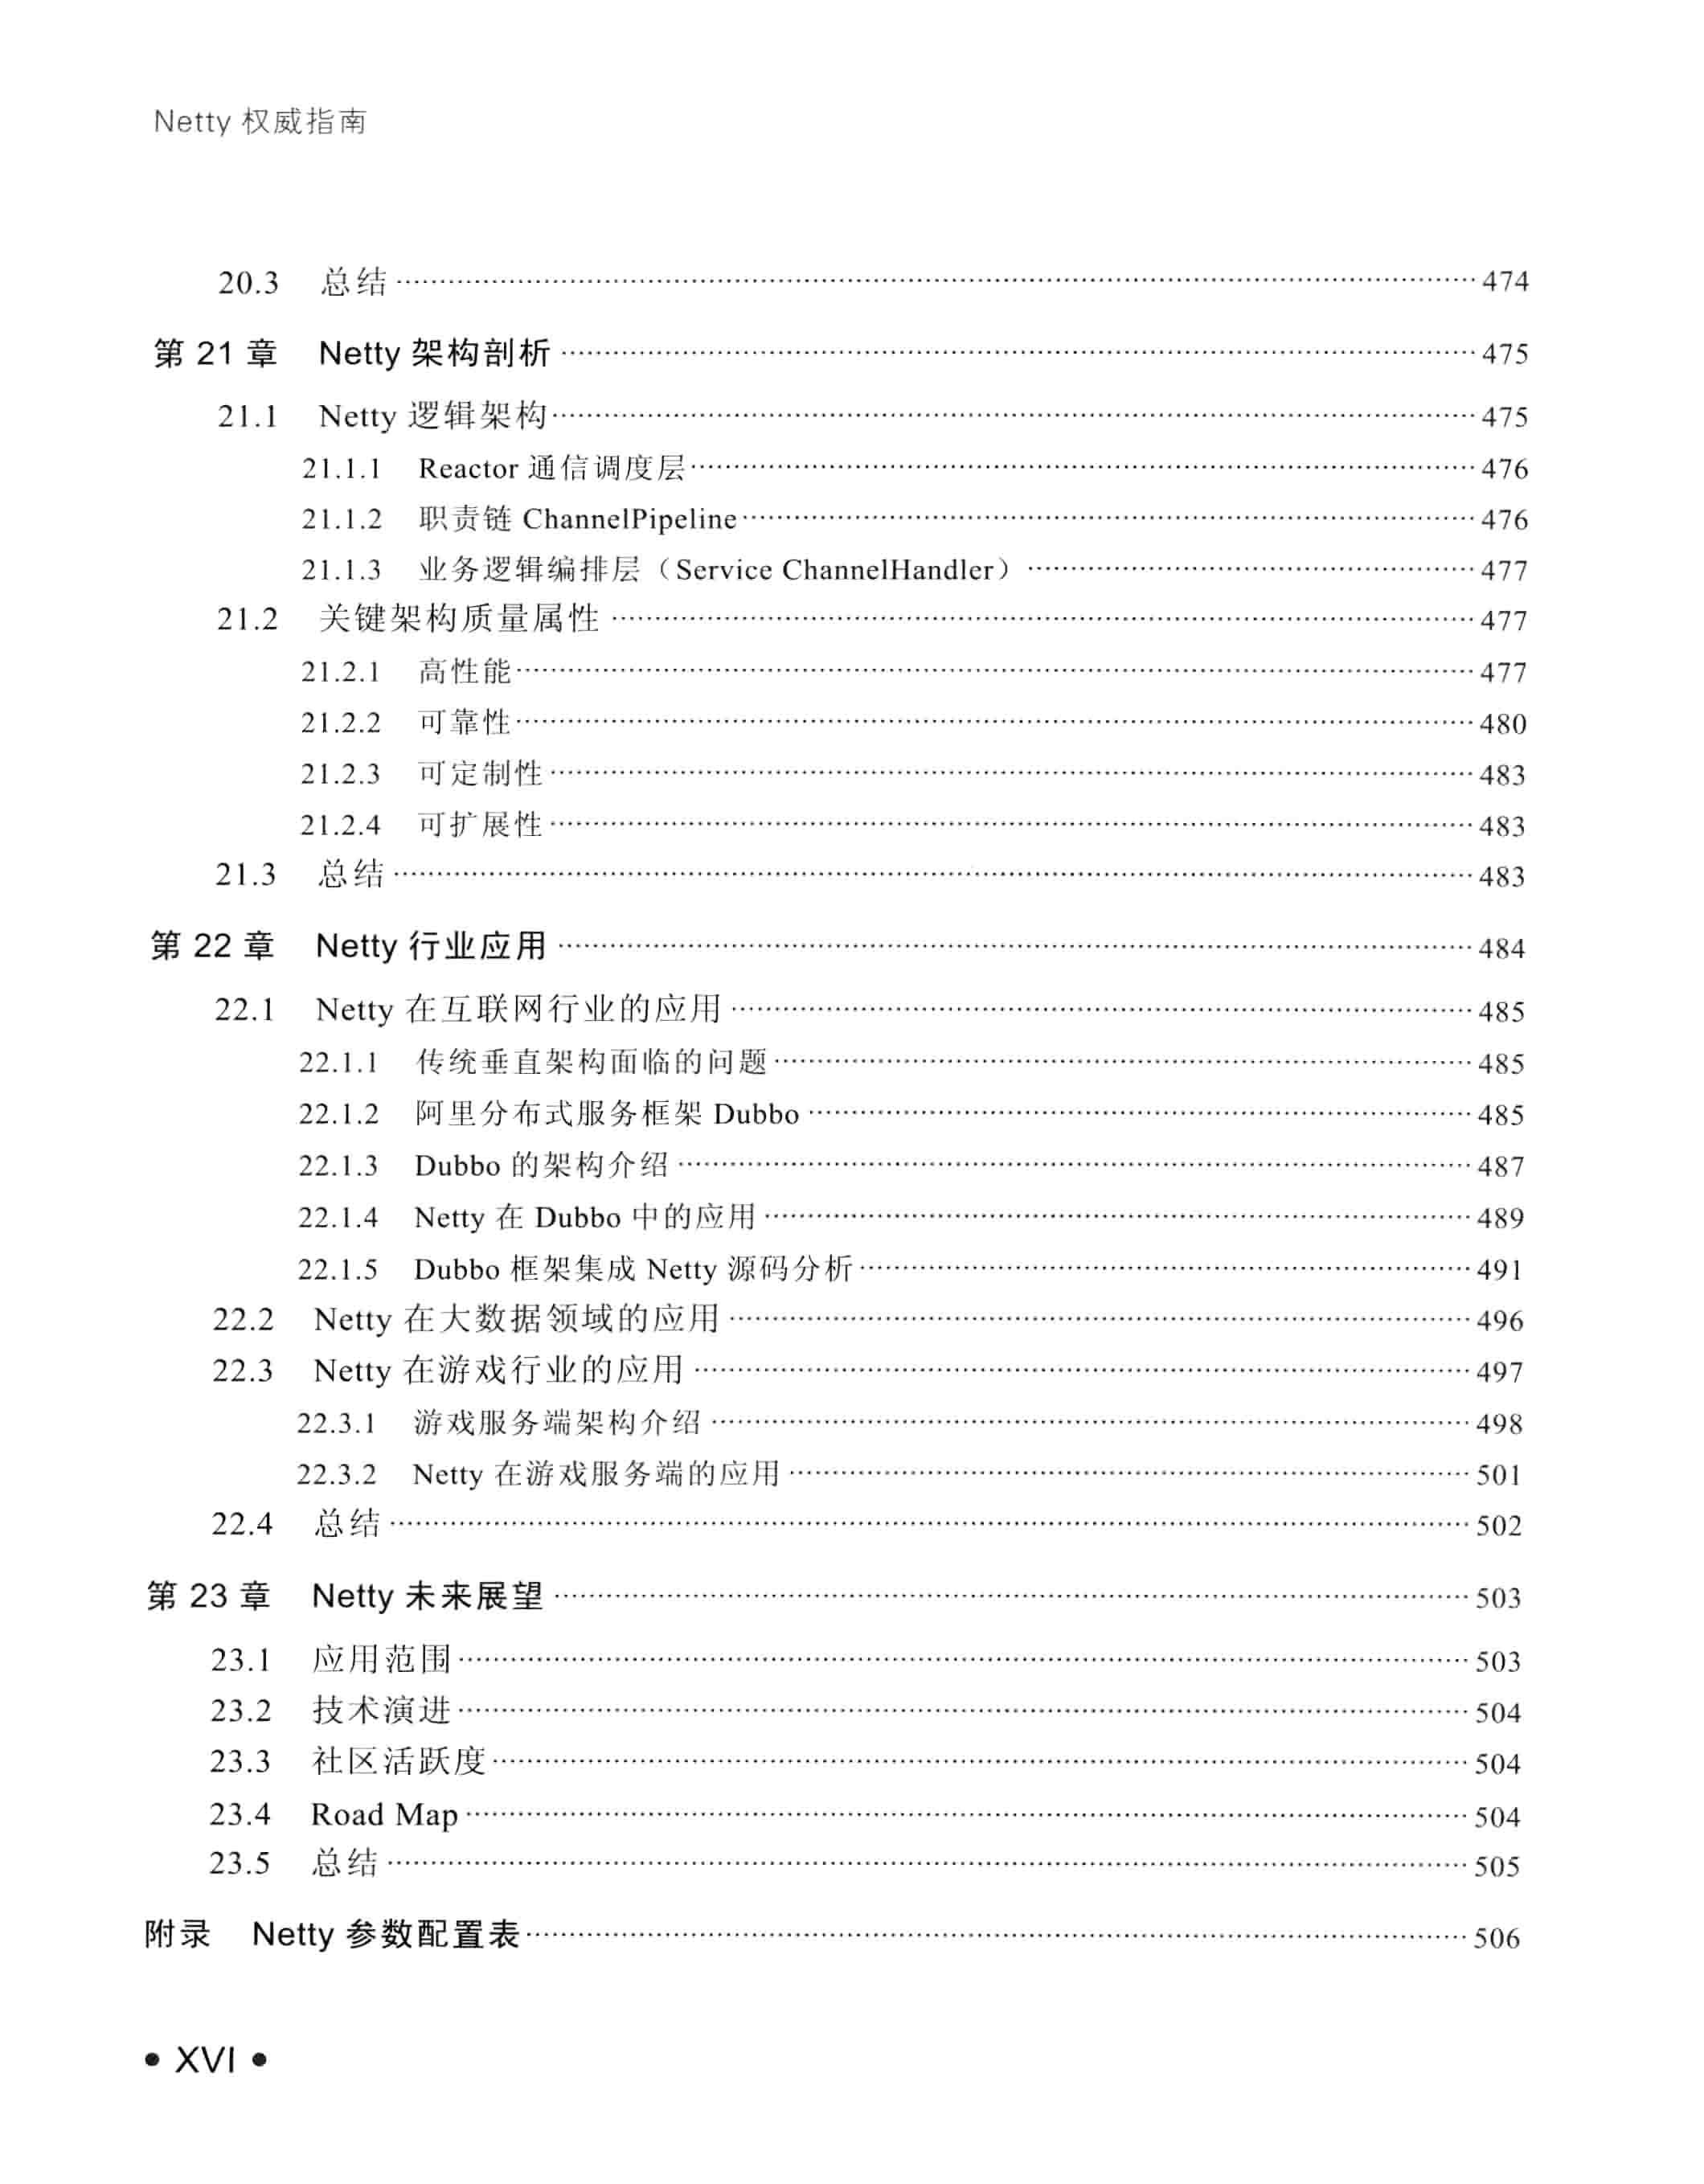 Netty 权威指南
20.3 总结 474
第 21 章 Netty 架构剖析 475
21.1 Netty 逻辑架构 475
21.1.1 Reactor 通信调度层 476
21.1.2 职责链 ChannelPipeline 476
21.1.3 业务逻辑编排层（Service ChannelHandler） 477
21.2 关键架构质量属性 477
21.2.1 高性能 477
21.2.2 可靠性 480
21.2.3 可定制性 483
21.2.4 可扩展性 483
21.3 总结 483
第 22 章 Netty 行业应用 484
22.1 Netty 在互联网行业的应用 485
22.1.1 传统垂直架构面临的问题 485
22.1.2 阿里分布式服务框架 Dubbo 485
22.1.3 Dubbo 的架构介绍 487
22.1.4 Netty 在 Dubbo 中的应用 489
22.1.5 Dubbo 框架集成 Netty 源码分析 491
22.2 Netty 在大数据领域的应用 496
22.3 Netty 在游戏行业的应用 497
22.3.1 游戏服务端架构介绍 498
22.3.2 Netty 在游戏服务端的应用 501
22.4 总结 502
第 23 章 Netty 未来展望 503
23.1 应用范围 503
23.2 技术演进 504
23.3 社区活跃度 504
23.4 Road Map 504
23.5 总结 505
附录 Netty 参数配置表 506
• XVI •